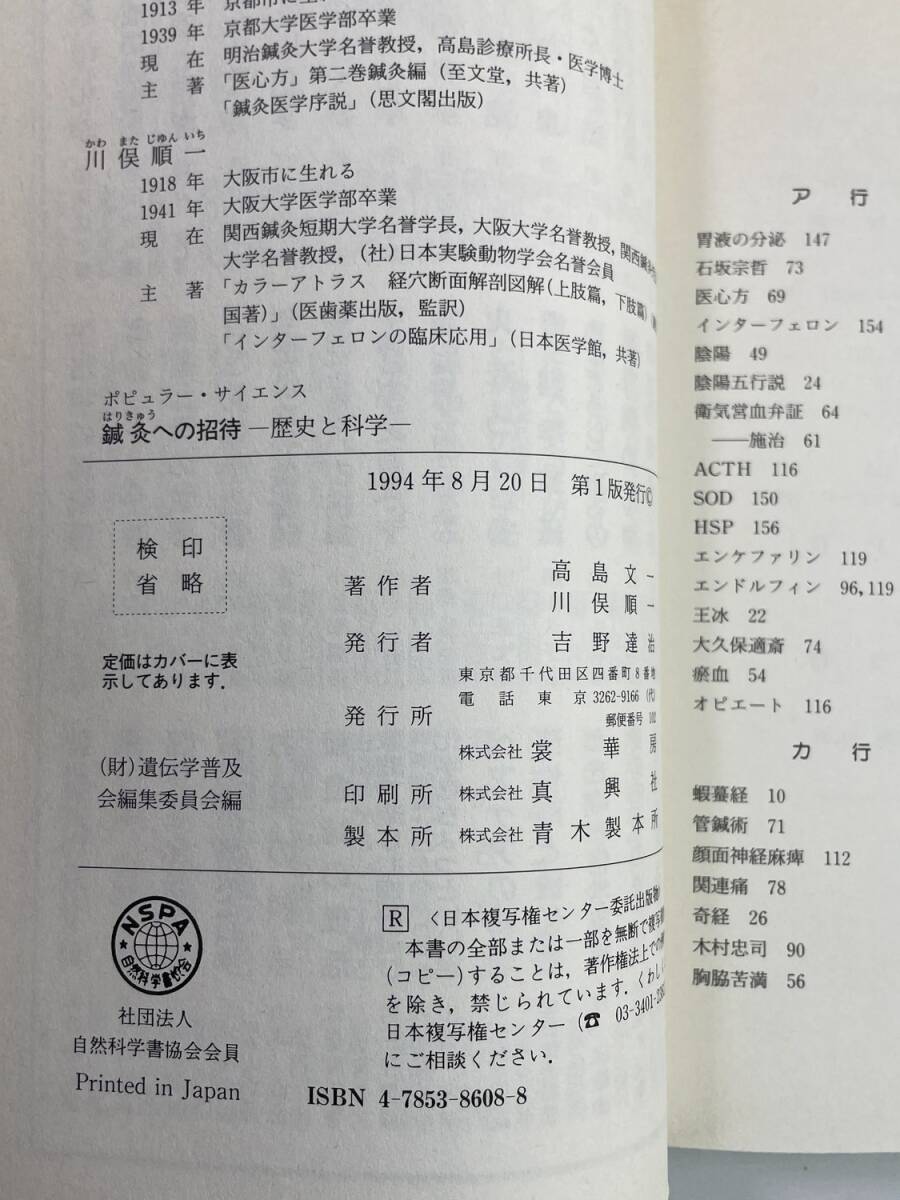 1913 年 京都市に生
1939 年 京都大学医学部卒業
現 在 明治鍼灸大学名誉教授，高島診療所長・医学博士
主 著 「医心方」第二巻鍼灸編（至文堂，共著）
「鍼灸医学序説」（思文閣出版）
かわ また じゅん いち
川 俣 順 一
1918 年 大阪市に生れる
1941 年 大阪大学医学部卒業
現 在 関西鍼灸短期大学名誉学長，大阪大学名誉教授，関西鍼灸
大学名誉教授，（社）日本実験動物学会名誉会員
主 著 「カラーアトラス 経穴断面解剖図解（上肢篇，下肢篇）
国著）」（医歯薬出版，監訳）
「インターフェロンの臨床応用」（日本医学館，共著）
ポピュラー・サイエンス
はりきゅう
鍼灸への招待 ―歴史と科学―
1994 年 8 月 20 日 第 1 版発行©
検 印
省 略
著 作 者 高 島 文 一
川 俣 順 一
発 行 者 吉 野 達 治
定価はカバーに表
示してあります．
発 行 所 東京都千代田区四番町8番地
電 話 東 京 3262-9166 (代)
郵便番号 102
株式会社 裳 華 房
（財）遺伝学普及
会編集委員会編
印 刷 所 株式会社 真 興 社
製 本 所 株式会社 青 木 製 本 所
NSPA
自然科学書協会
社団法人
自然科学書協会会員
Printed in Japan
R 〈日本複写権センター委託出版物〉
本書の全部または一部を無断で複写
（コピー）することは，著作権法上での
を除き，禁じられています．くわし
日本複写権センター（☎ 03-3401-
にご相談ください．
ISBN 4-7853-8608-8
ア 行
胃液の分泌 147
石坂宗哲 73
医心方 69
インターフェロン 154
陰陽 49
陰陽五行説 24
衛気営血弁証 64
――施治 61
ACTH 116
SOD 150
HSP 156
エンケファリン 119
エンドルフィン 96,119
王冰 22
大久保適斎 74
瘀血 54
オピエート 116
カ 行
蝦蟇経 10
管鍼術 71
顔面神経麻痺 112
関連痛 78
奇経 26
木村忠司 90
胸脇苦満 56